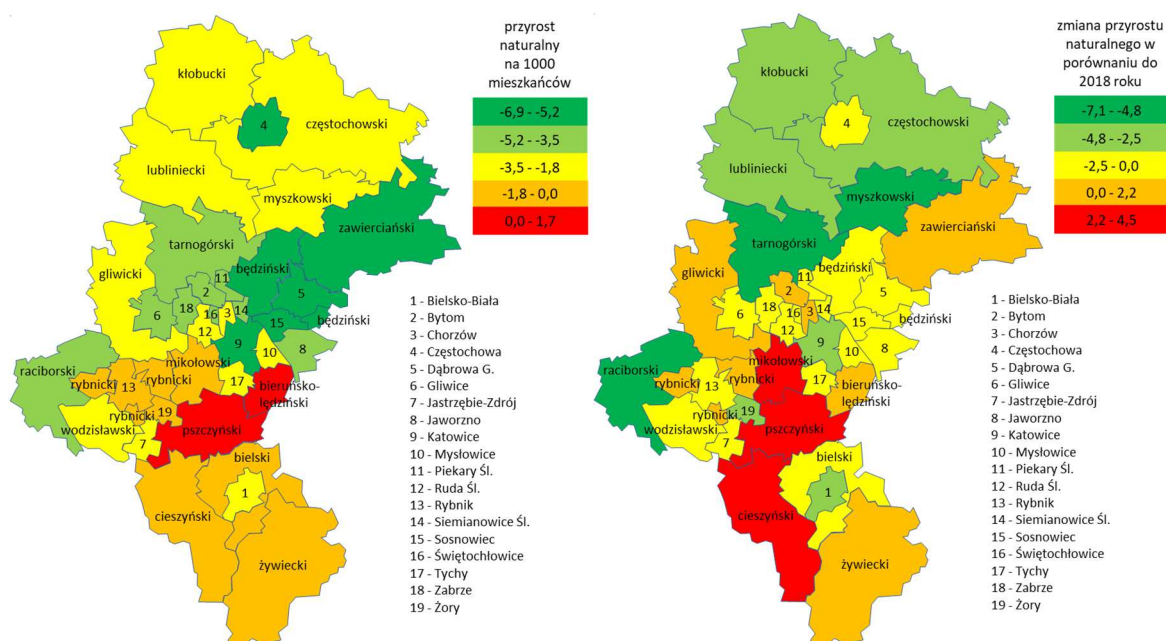 przyrost
naturalny
na 1000
mieszkańców
-6,9 - -5,2
-5,2 - -3,5
-3,5 - -1,8
-1,8 - 0,0
0,0 - 1,7
kłobucki
4
częstochowski
lubliniecki
myszkowski
zawierciański
tarnogórski
gliwicki
będziński
11
2
5
6
18
16
3
14
12
15
będziński
9
10
8
raciborski
mikołowski
rybnicki
13
rybnicki
17
bieruńsko-
lędziński
rybnicki
19
wodzisławski
7
pszczyński
bielski
1
cieszyński
żywiecki
1 - Bielsko-Biała
2 - Bytom
3 - Chorzów
4 - Częstochowa
5 - Dąbrowa G.
6 - Gliwice
7 - Jastrzębie-Zdrój
8 - Jaworzno
9 - Katowice
10 - Mysłowice
11 - Piekary Śl.
12 - Ruda Śl.
13 - Rybnik
14 - Siemianowice Śl.
15 - Sosnowiec
16 - Świętochłowice
17 - Tychy
18 - Zabrze
19 - Żory
zmiana przyrostu
naturalnego w
porównaniu do
2018 roku
-7,1 - -4,8
-4,8 - -2,5
-2,5 - 0,0
0,0 - 2,2
2,2 - 4,5
kłobucki
4
częstochowski
lubliniecki
myszkowski
zawierciański
tarnogórski
gliwicki
będziński
11
2
5
6
18
16
3
14
12
15
będziński
9
10
8
raciborski
mikołowski
rybnicki
13
rybnicki
17
bieruńsko-
lędziński
rybnicki
19
wodzisławski
7
pszczyński
bielski
1
cieszyński
żywiecki
1 - Bielsko-Biała
2 - Bytom
3 - Chorzów
4 - Częstochowa
5 - Dąbrowa G.
6 - Gliwice
7 - Jastrzębie-Zdrój
8 - Jaworzno
9 - Katowice
10 - Mysłowice
11 - Piekary Śl.
12 - Ruda Śl.
13 - Rybnik
14 - Siemianowice Śl.
15 - Sosnowiec
16 - Świętochłowice
17 - Tychy
18 - Zabrze
19 - Żory